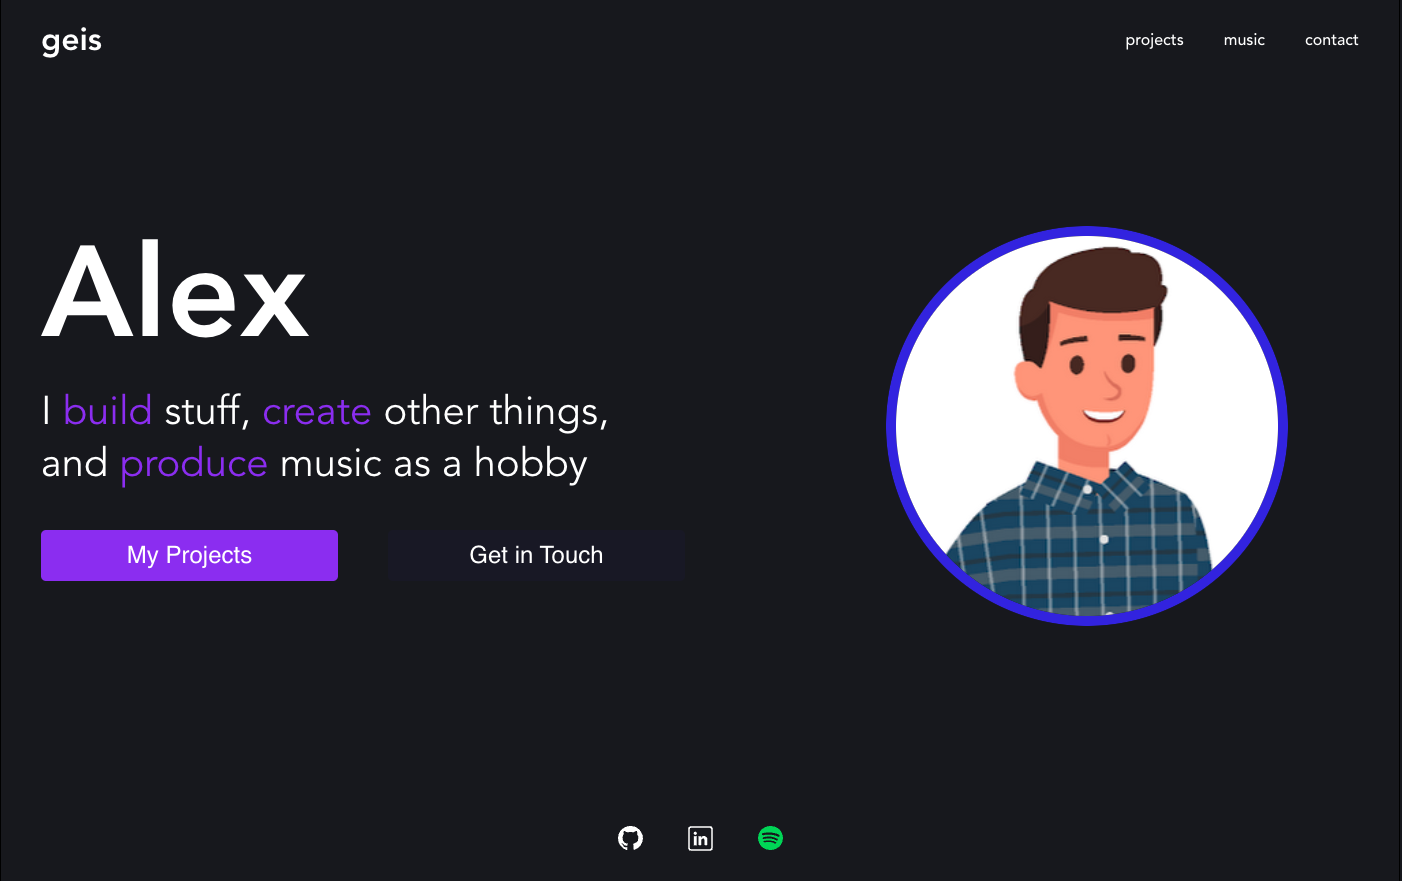 geis
projects
music
contact
Alex
I build stuff, create other things,
and produce music as a hobby
My Projects
Get in Touch
in